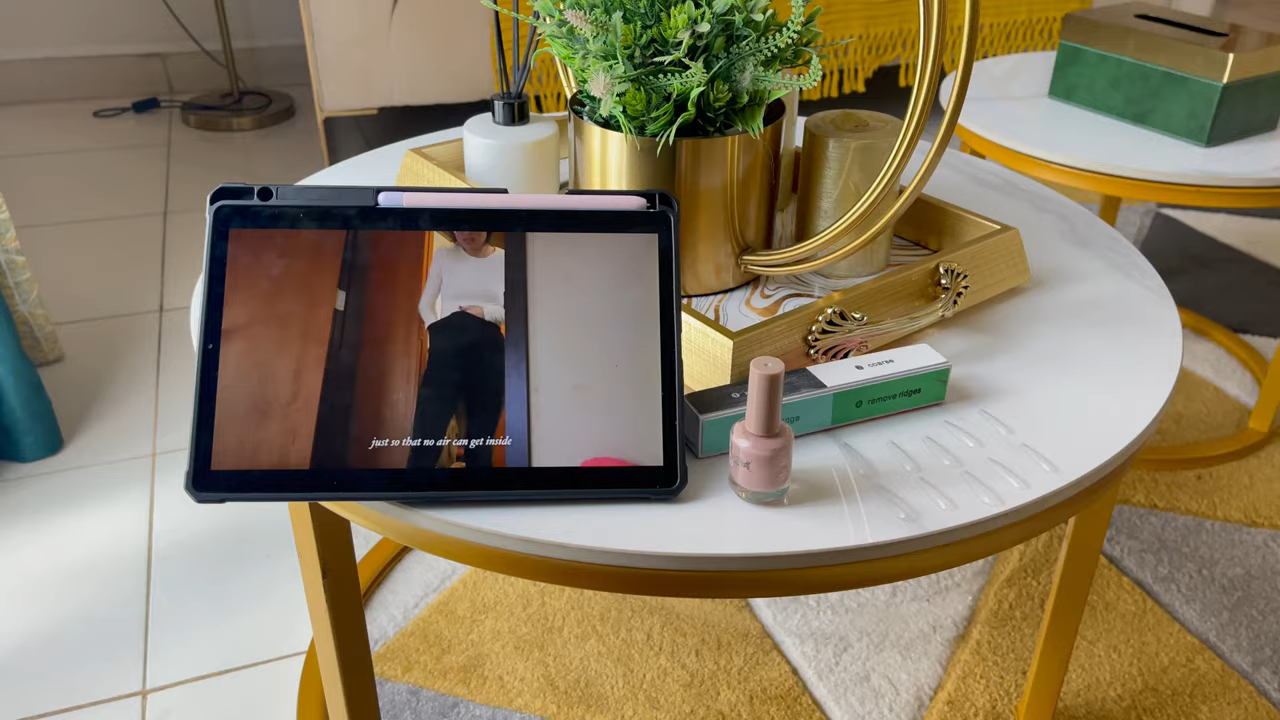 just so that no air can get inside
coarse
remove ridges